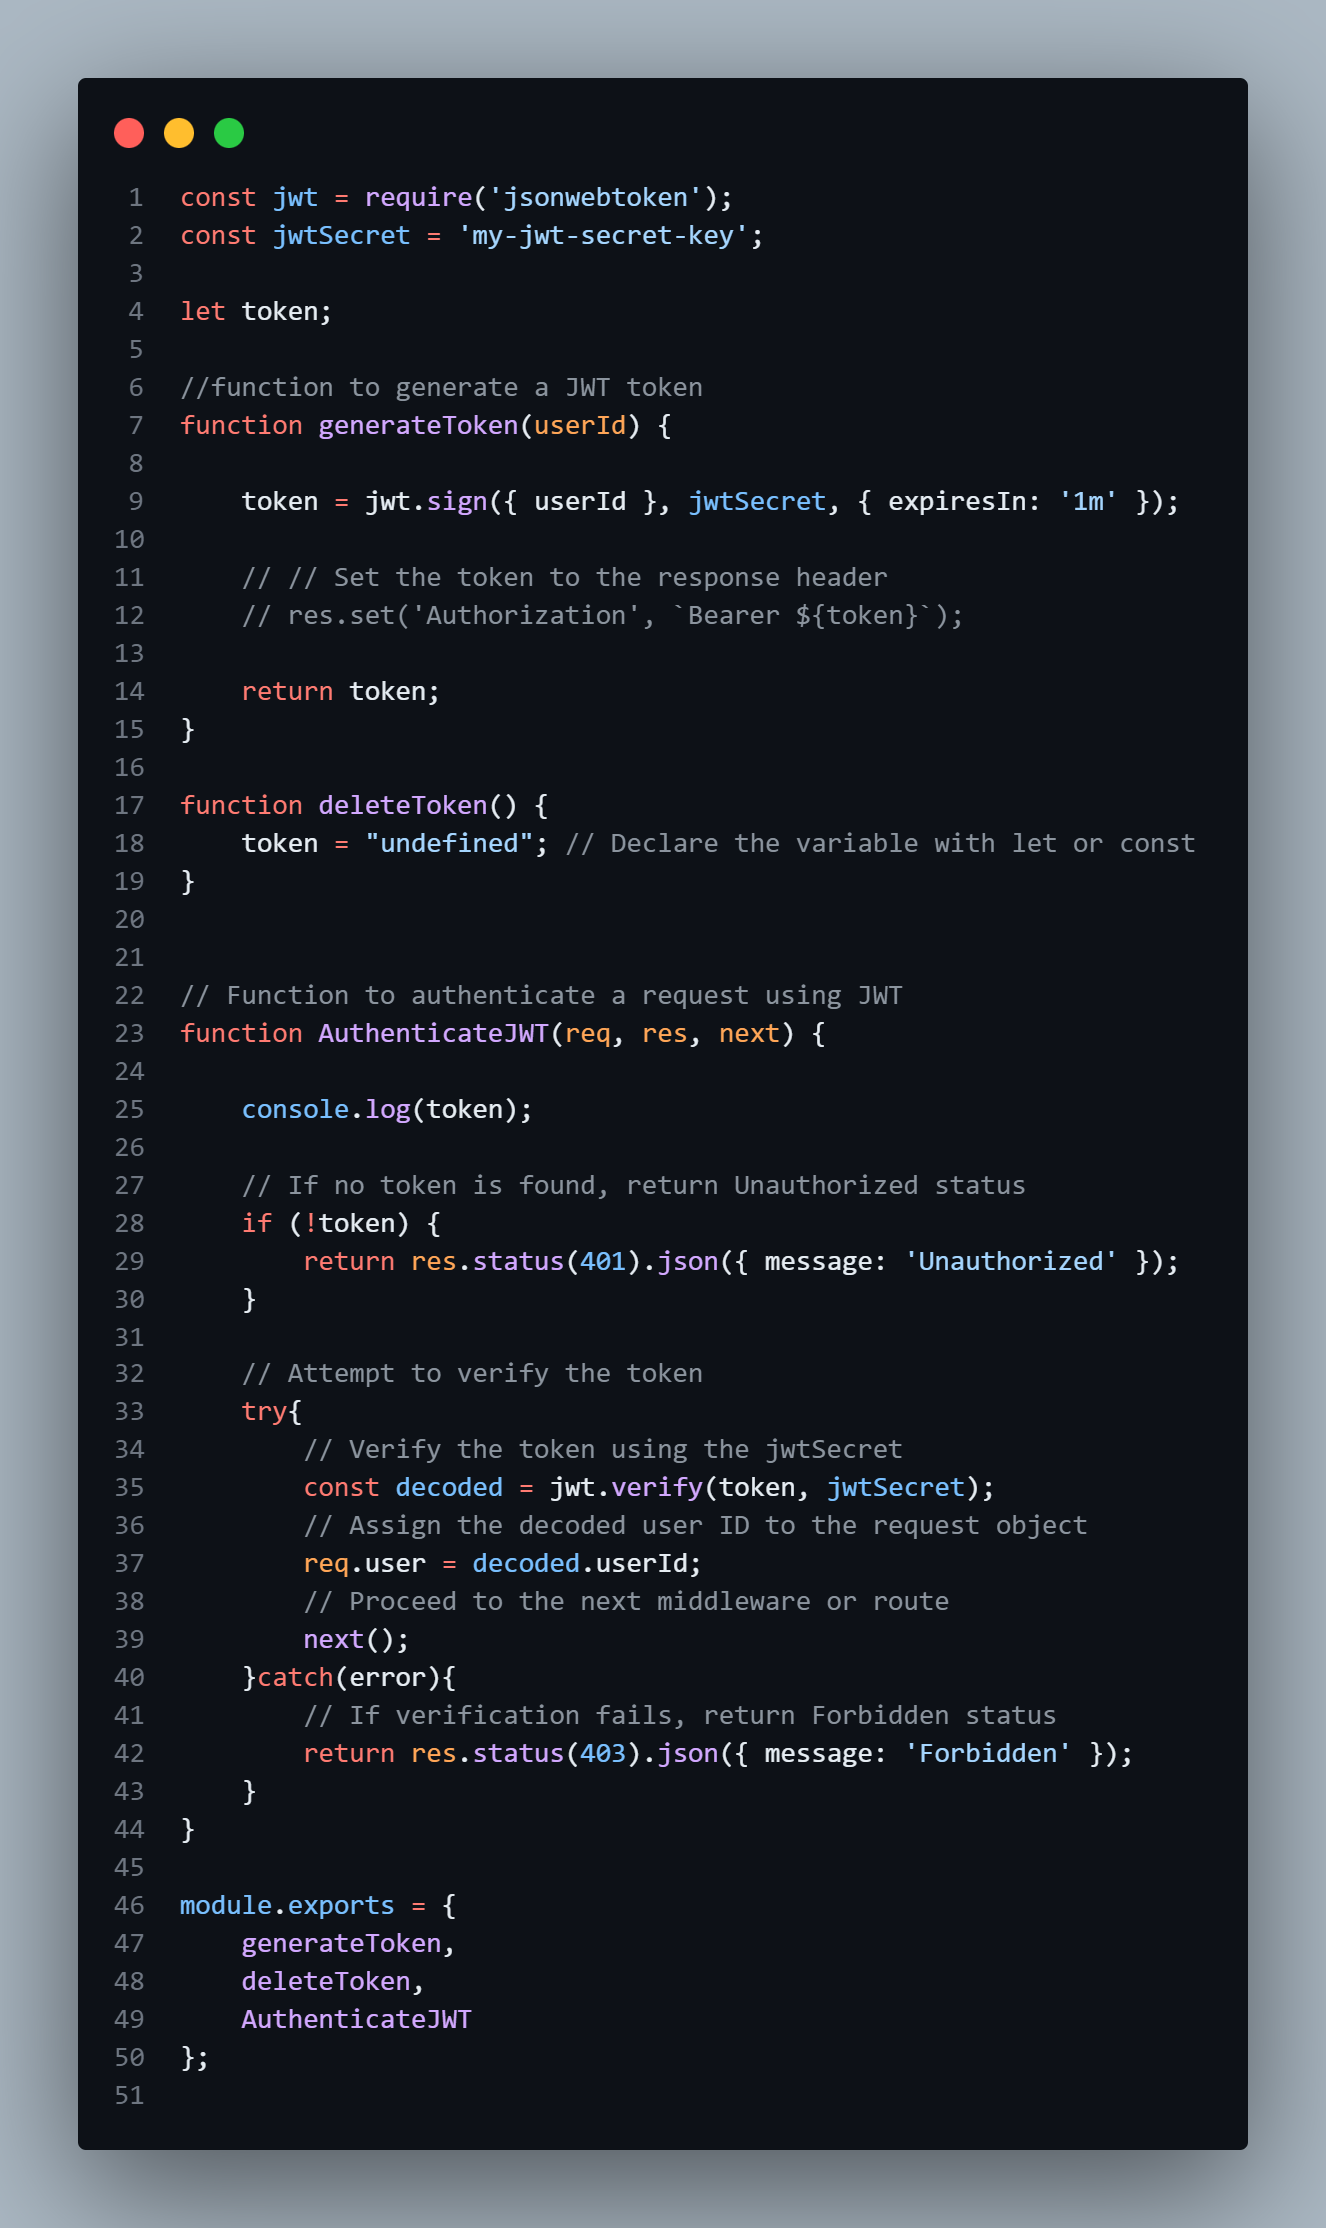 1 const jwt = require('jsonwebtoken');
2 const jwtSecret = 'my-jwt-secret-key';
3
4 let token;
5
6 //function to generate a JWT token
7 function generateToken(userId) {
8
9     token = jwt.sign({ userId }, jwtSecret, { expiresIn: '1m' });
10
11     // // Set the token to the response header
12     // res.set('Authorization', `Bearer ${token}`);
13
14     return token;
15 }
16
17 function deleteToken() {
18     token = "undefined"; // Declare the variable with let or const
19 }
20
21
22 // Function to authenticate a request using JWT
23 function AuthenticateJWT(req, res, next) {
24
25     console.log(token);
26
27     // If no token is found, return Unauthorized status
28     if (!token) {
29         return res.status(401).json({ message: 'Unauthorized' });
30     }
31
32     // Attempt to verify the token
33     try{
34         // Verify the token using the jwtSecret
35         const decoded = jwt.verify(token, jwtSecret);
36         // Assign the decoded user ID to the request object
37         req.user = decoded.userId;
38         // Proceed to the next middleware or route
39         next();
40     }catch(error){
41         // If verification fails, return Forbidden status
42         return res.status(403).json({ message: 'Forbidden' });
43     }
44 }
45
46 module.exports = {
47     generateToken,
48     deleteToken,
49     AuthenticateJWT
50 };
51